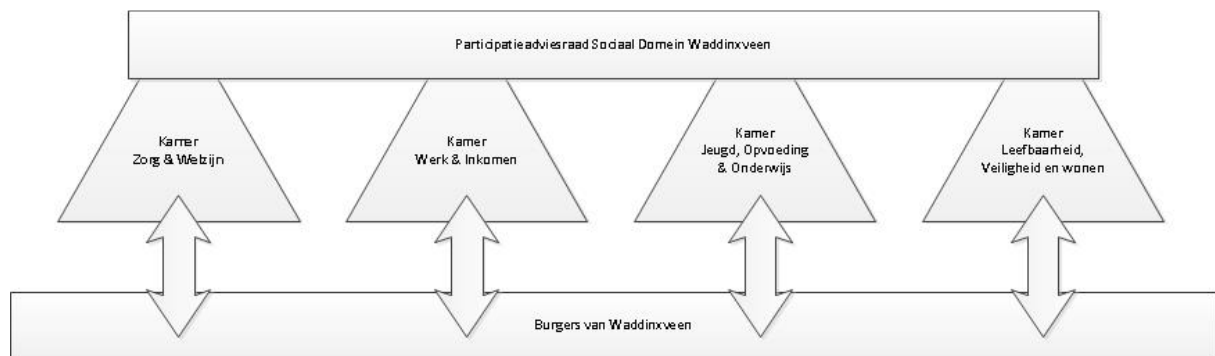 Participatieadviesraad Sociaal Domein Waddinxveen
Kamer
Zorg & Welzijn
Kamer
Werk & Inkomen
Kamer
Jeugd, Opvoeding
& Onderwijs
Kamer
Leefbaarheid,
Veiligheid en wonen
Burgers van Waddinxveen